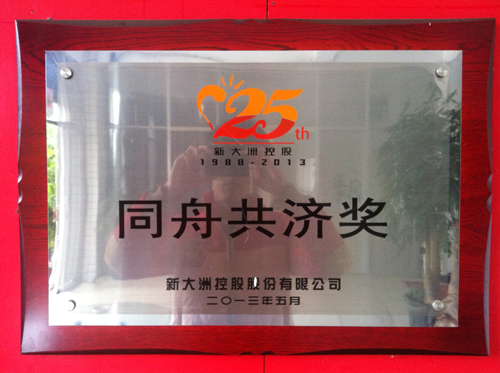 25th
新大洲控股
1988-2013
同舟共济奖
新大洲控股股份有限公司
二〇一三年五月